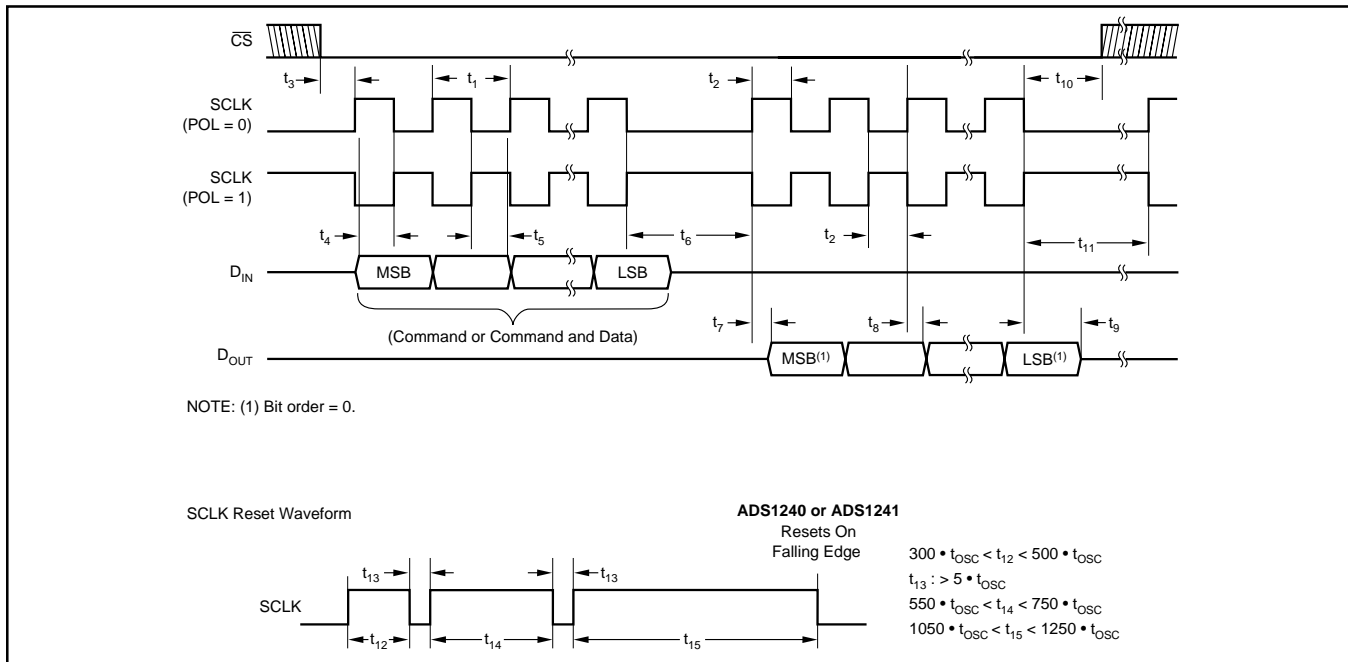 CS
t3
t1
t2
t10
SCLK
(POL = 0)
SCLK
(POL = 1)
t4
t5
t6
t2
t11
DIN
MSB
LSB
(Command or Command and Data)
t7
t8
t9
DOUT
MSB(1)
LSB(1)
NOTE: (1) Bit order = 0.
SCLK Reset Waveform
ADS1240 or ADS1241
Resets On
Falling Edge
300 • tOSC < t12 < 500 • tOSC
t13 : > 5 • tOSC
550 • tOSC < t14 < 750 • tOSC
1050 • tOSC < t15 < 1250 • tOSC
t13
t13
SCLK
t12
t14
t15